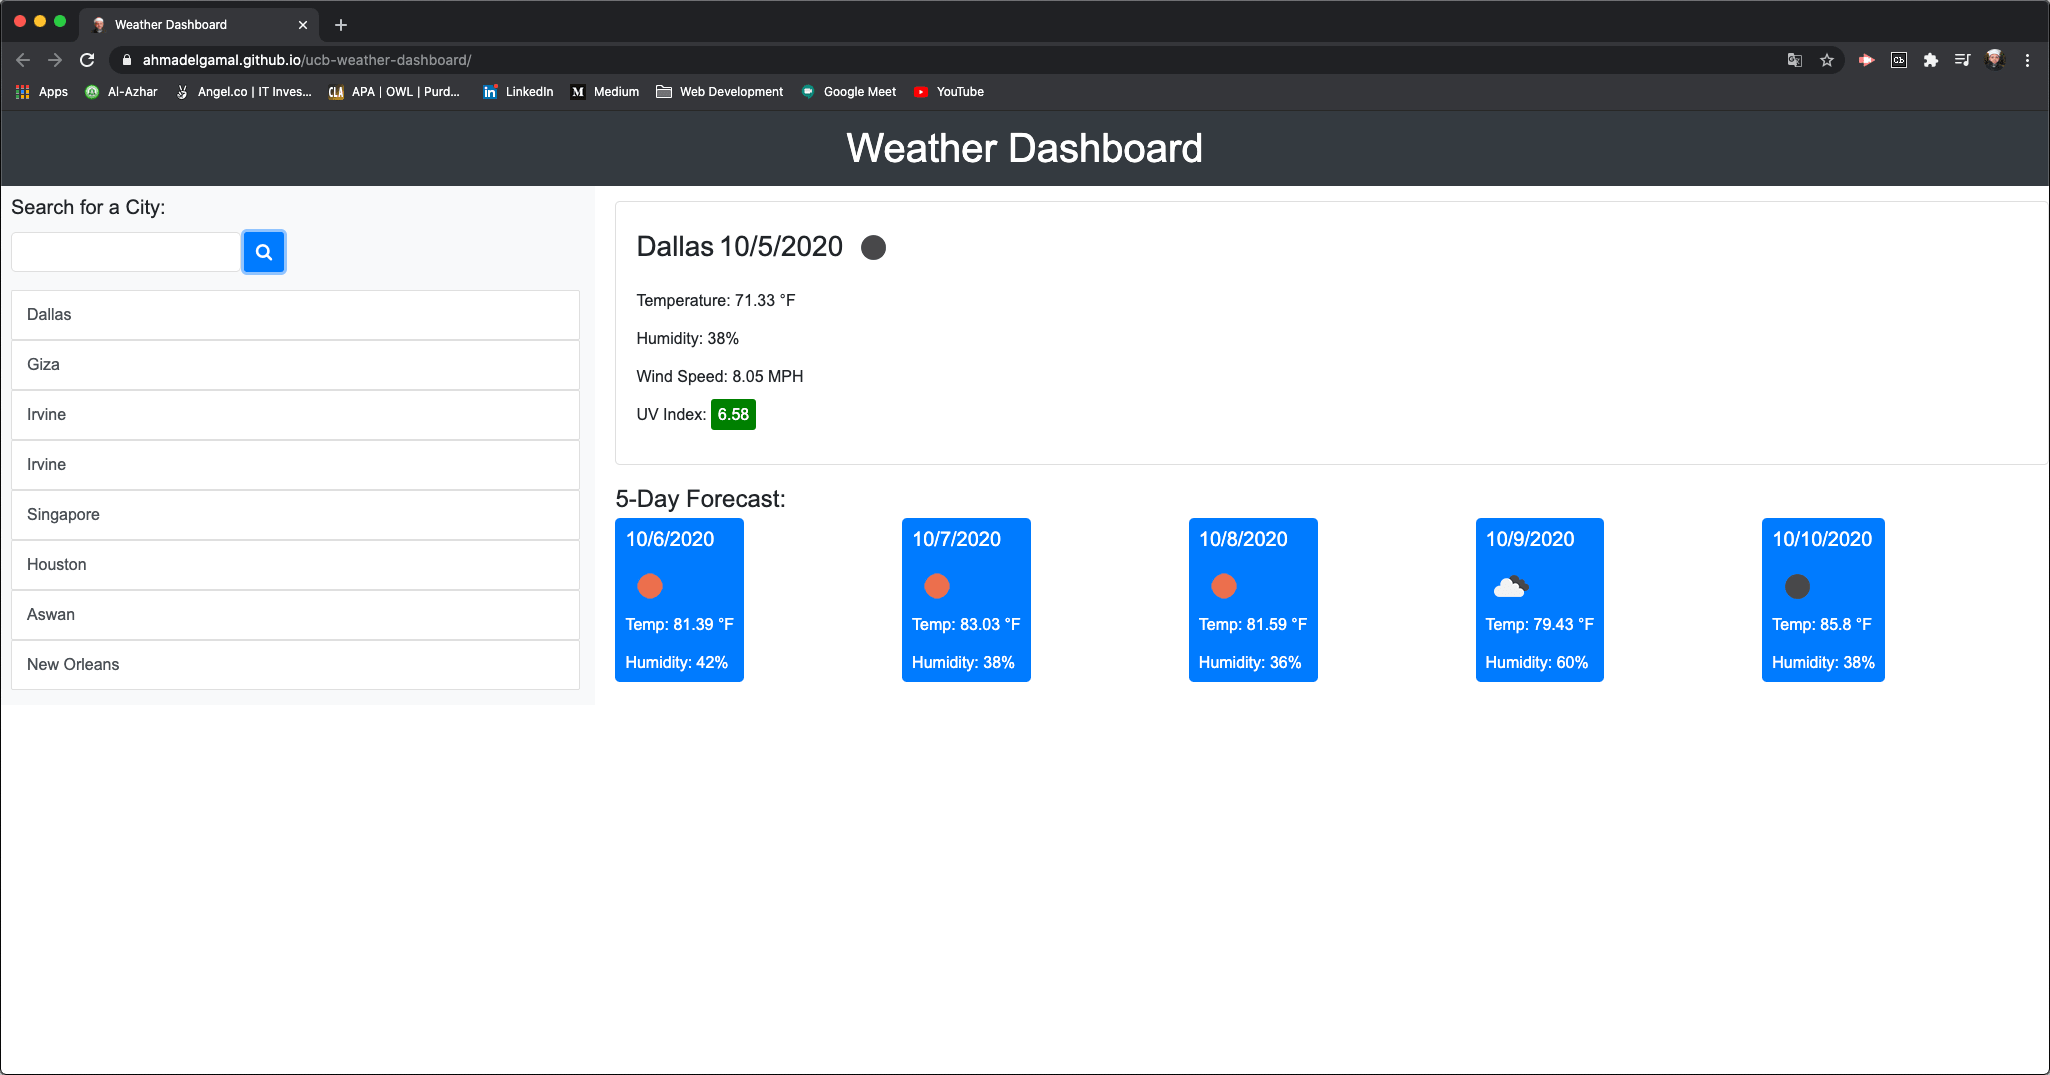 Weather Dashboard
ahmadelgamal.github.io/ucb-weather-dashboard/
Apps Al-Azhar Angel.co | IT Inves... CLA APA | OWL | Purd... LinkedIn M Medium Web Development Google Meet YouTube
Weather Dashboard
Search for a City:
Dallas
Giza
Irvine
Irvine
Singapore
Houston
Aswan
New Orleans
Dallas 10/5/2020
Temperature: 71.33 °F
Humidity: 38%
Wind Speed: 8.05 MPH
UV Index: 6.58
5-Day Forecast:
10/6/2020
Temp: 81.39 °F
Humidity: 42%
10/7/2020
Temp: 83.03 °F
Humidity: 38%
10/8/2020
Temp: 81.59 °F
Humidity: 36%
10/9/2020
Temp: 79.43 °F
Humidity: 60%
10/10/2020
Temp: 85.8 °F
Humidity: 38%